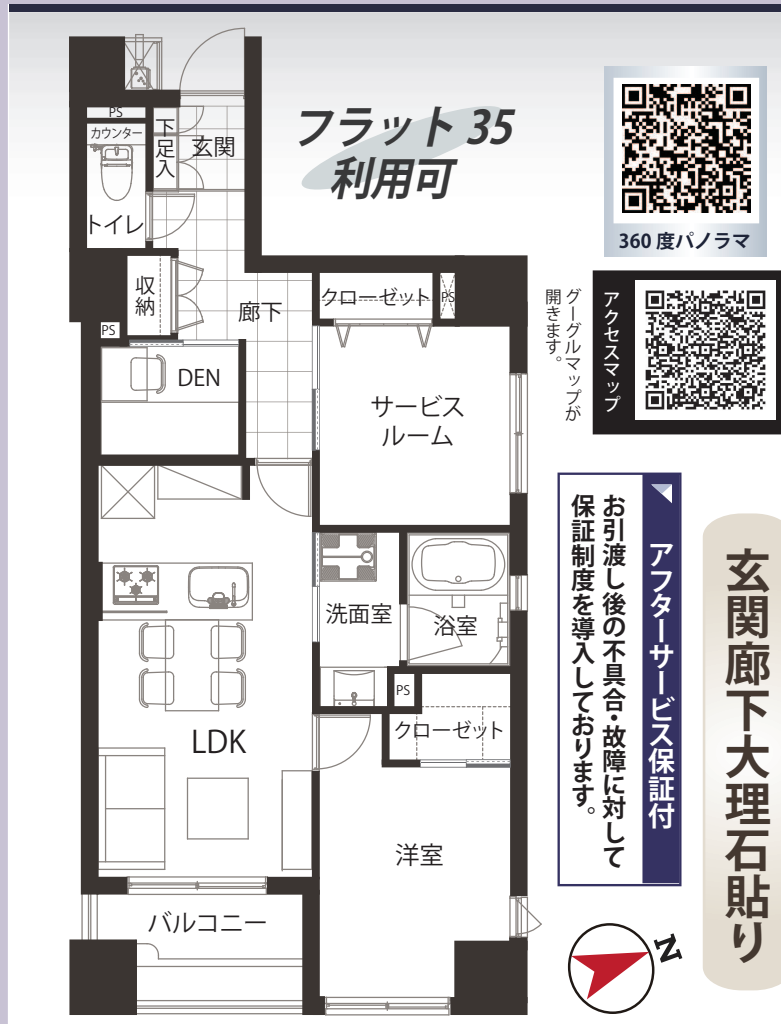 フラット 35
利用可
360 度パノラマ
アクセスマップ
グーグルマップが
開きます。
アフターサービス保証付
お引渡し後の不具合・故障に対して
保証制度を導入しております。
玄関廊下大理石貼り
PS
カウンター
トイレ
下足入
玄関
収納
廊下
クローゼット
PS
PS
DEN
サービス
ルーム
洗面室
浴室
PS
クローゼット
LDK
洋室
バルコニー
N